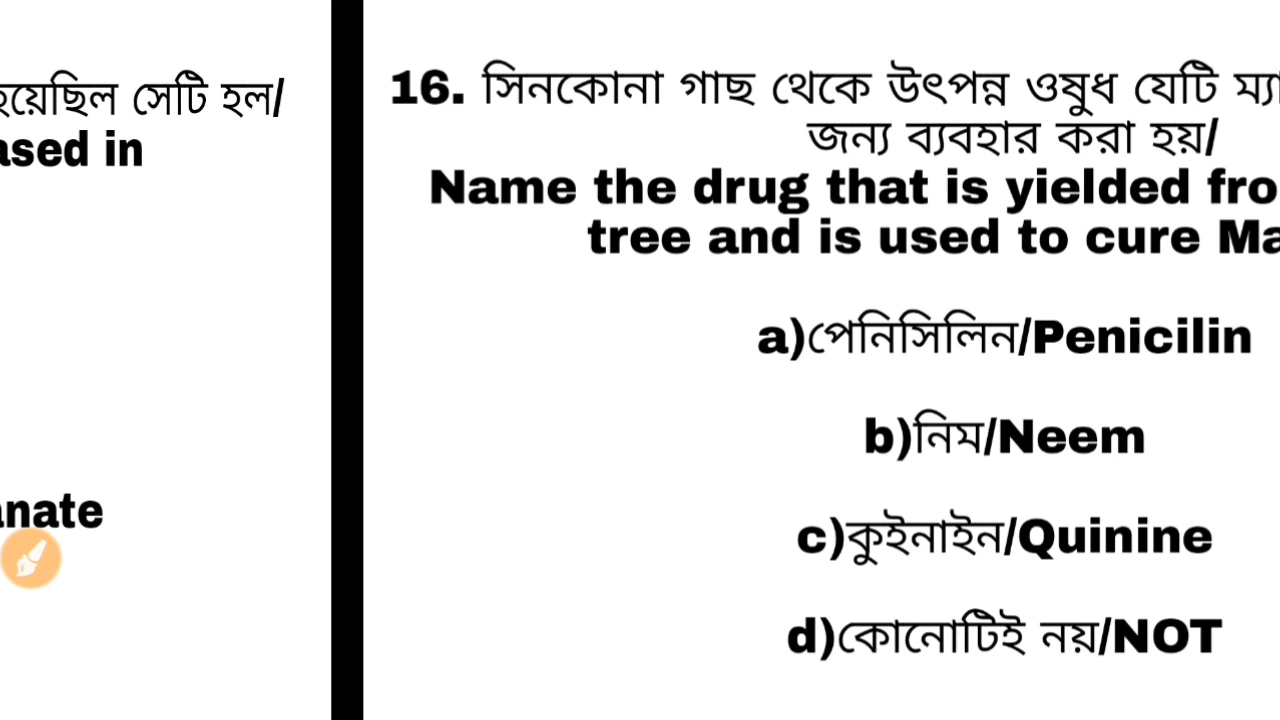 হয়েছিল সেটি হল/
ased in
nate
16. সিনকোনা গাছ থেকে উৎপন্ন ওষুধ যেটি
জন্য ব্যবহার করা হয়/
Name the drug that is yielded fro
tree and is used to cure Ma
a)পেনিসিলিন/Penicilin
b)নিম/Neem
c)কুইনাইন/Quinine
d)কোনোটিই নয়/NOT